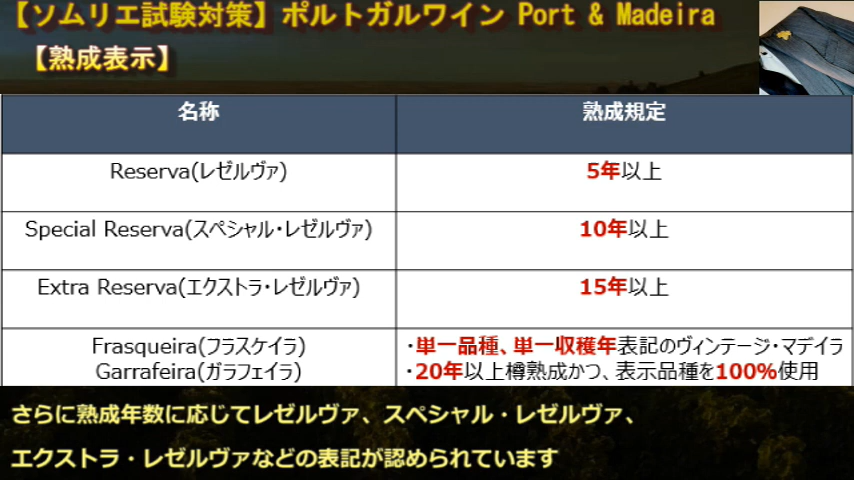 【ソムリエ試験対策】ポルトガルワイン Port & Madeira
【熟成表示】
名称 熟成規定
Reserva(レゼルヴァ) 5年以上
Special Reserva(スペシャル・レゼルヴァ) 10年以上
Extra Reserva(エクストラ・レゼルヴァ) 15年以上
Frasqueira(フラスケイラ) ・単一品種、単一収穫年表記のヴィンテージ・マデイラ
Garrafeira(ガラフェイラ) ・20年以上樽熟成かつ、表示品種を100%使用
さらに熟成年数に応じてレゼルヴァ、スペシャル・レゼルヴァ、
エクストラ・レゼルヴァなどの表記が認められています